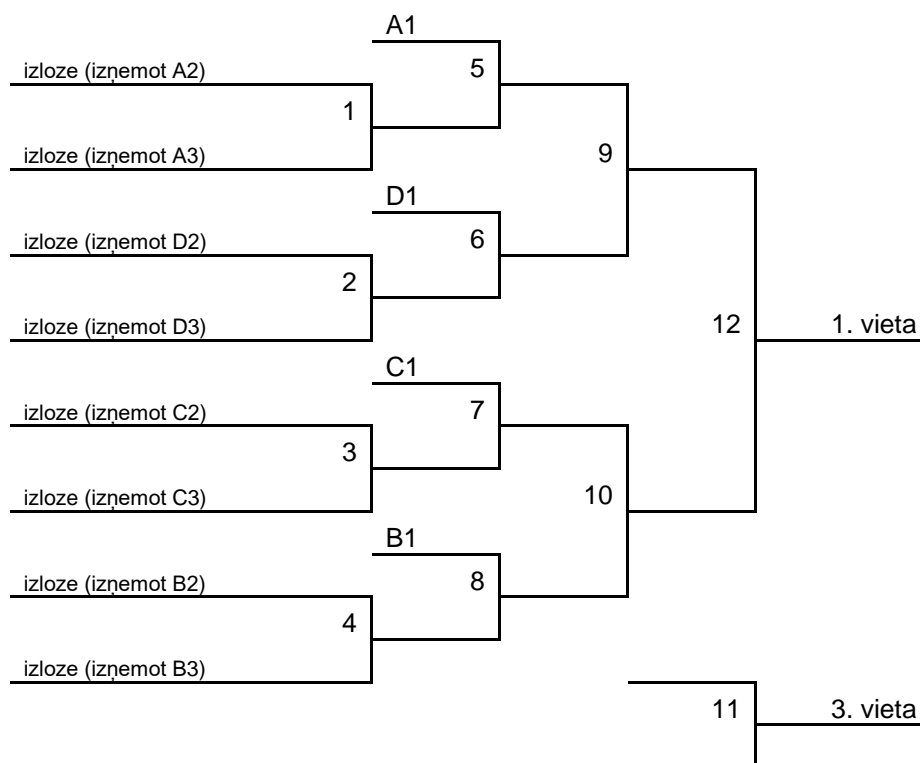 A1
izloze (izņemot A2)
5
1
izloze (izņemot A3)
9
D1
izloze (izņemot D2)
6
2
izloze (izņemot D3)
12
1. vieta
C1
izloze (izņemot C2)
7
3
izloze (izņemot C3)
10
B1
izloze (izņemot B2)
8
4
izloze (izņemot B3)
11
3. vieta